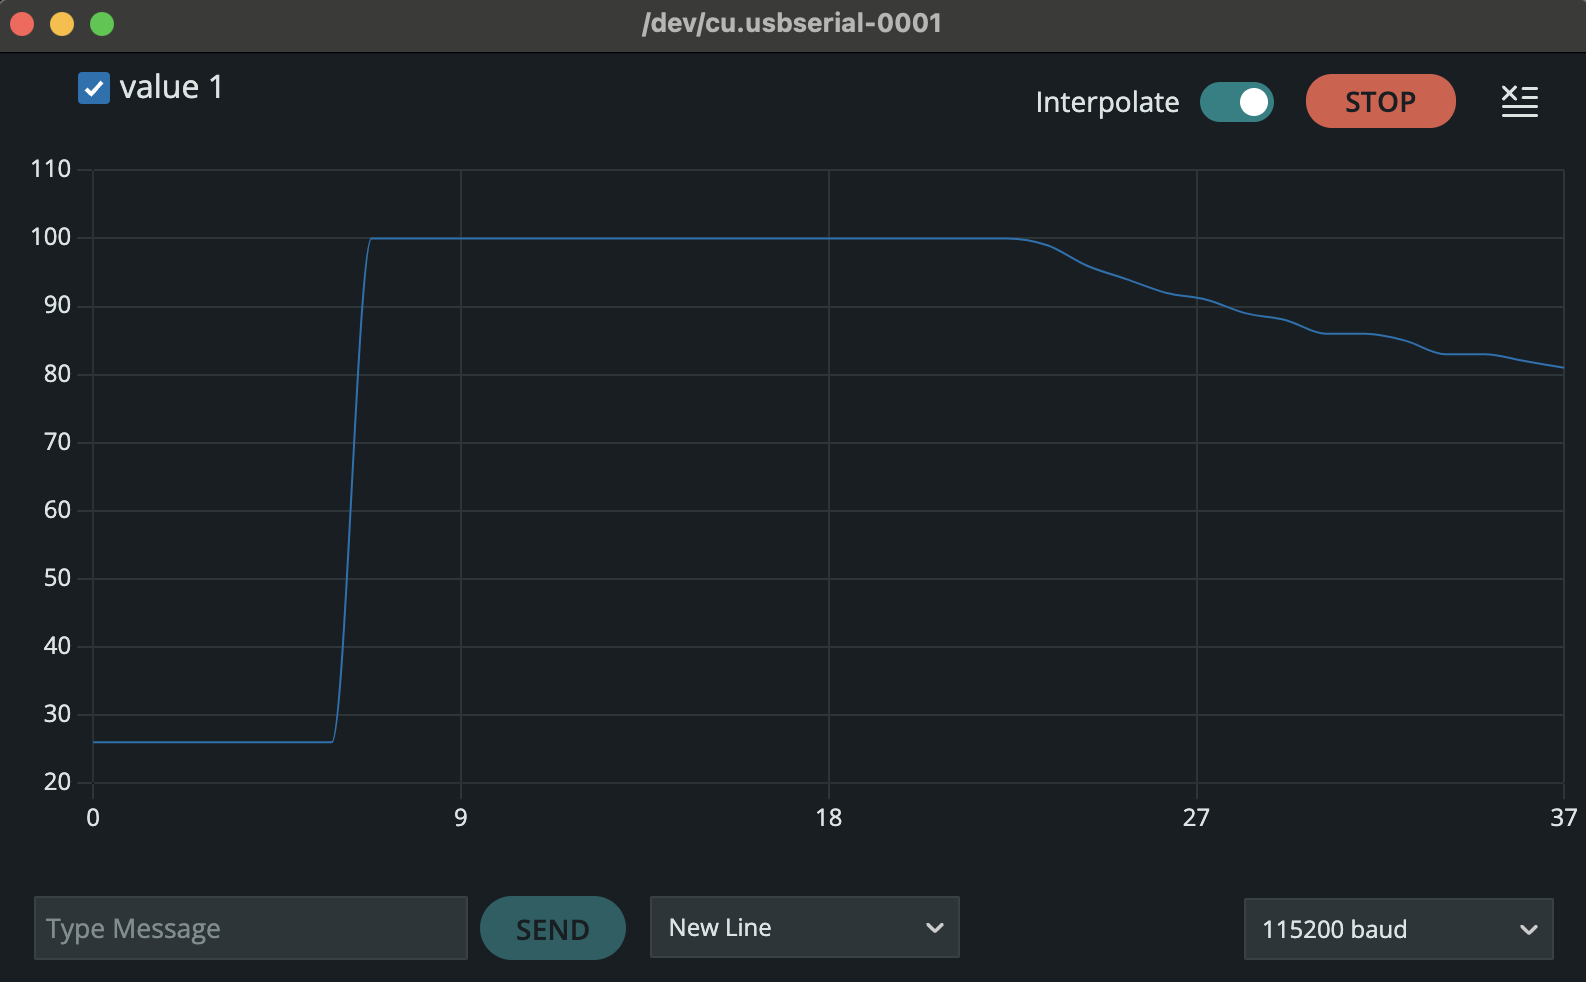 /dev/cu.usbserial-0001
value 1
Interpolate
STOP
110
100
90
80
70
60
50
40
30
20
0 9 18 27 37
Type Message
SEND
New Line
115200 baud